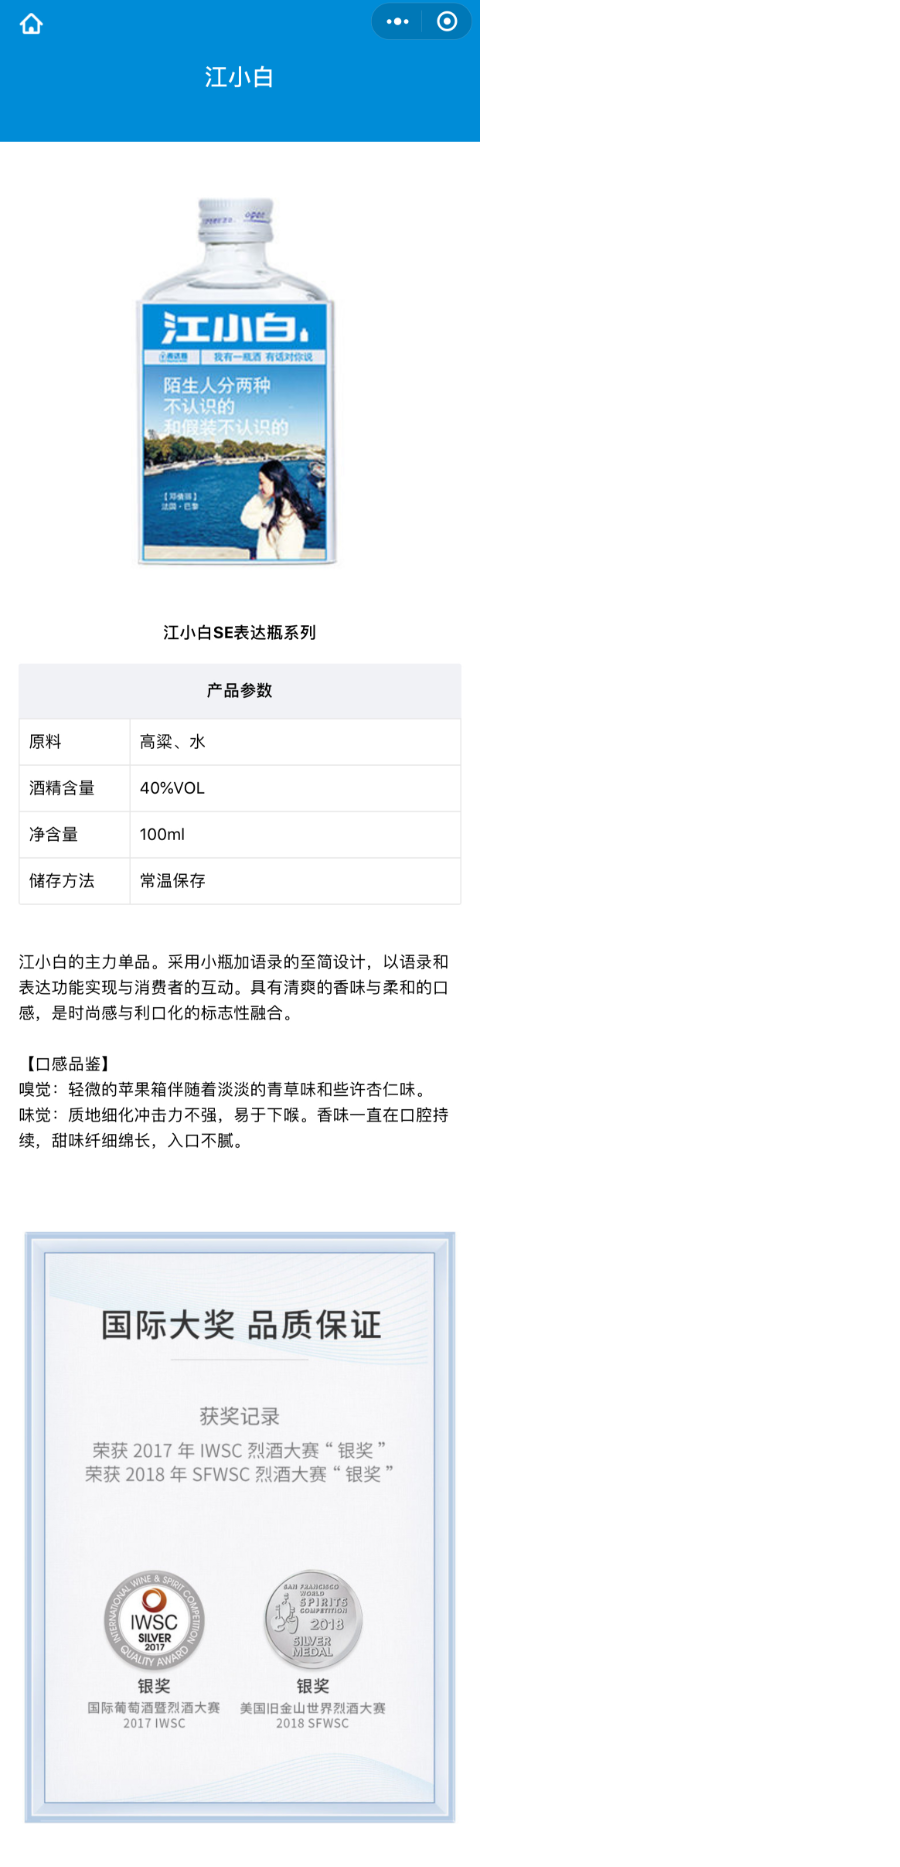 江小白
open
江小白
表达瓶
我有一瓶酒 有话对你说
陌生人分两种
不认识的
和假装不认识的
法国·巴黎
江小白SE表达瓶系列
产品参数
原料 高粱、水
酒精含量 40%VOL
净含量 100ml
储存方法 常温保存
江小白的主力单品。采用小瓶加语录的至简设计，以语录和
表达功能实现与消费者的互动。具有清爽的香味与柔和的口
感，是时尚感与利口化的标志性融合。
【口感品鉴】
嗅觉：轻微的苹果箱伴随着淡淡的青草味和些许杏仁味。
味觉：质地细化冲击力不强，易于下喉。香味一直在口腔持
续，甜味纤细绵长，入口不腻。
国际大奖 品质保证
获奖记录
荣获 2017 年 IWSC 烈酒大赛“银奖”
荣获 2018 年 SFWSC 烈酒大赛“银奖”
INTERNATIONAL WINE & SPIRIT COMPETITION
IWSC
SILVER
2017
QUALITY AWARD
SAN FRANCISCO
WORLD
SPIRITS
COMPETITION
2018
SILVER
MEDAL
银奖
国际葡萄酒暨烈酒大赛
2017 IWSC
银奖
美国旧金山世界烈酒大赛
2018 SFWSC